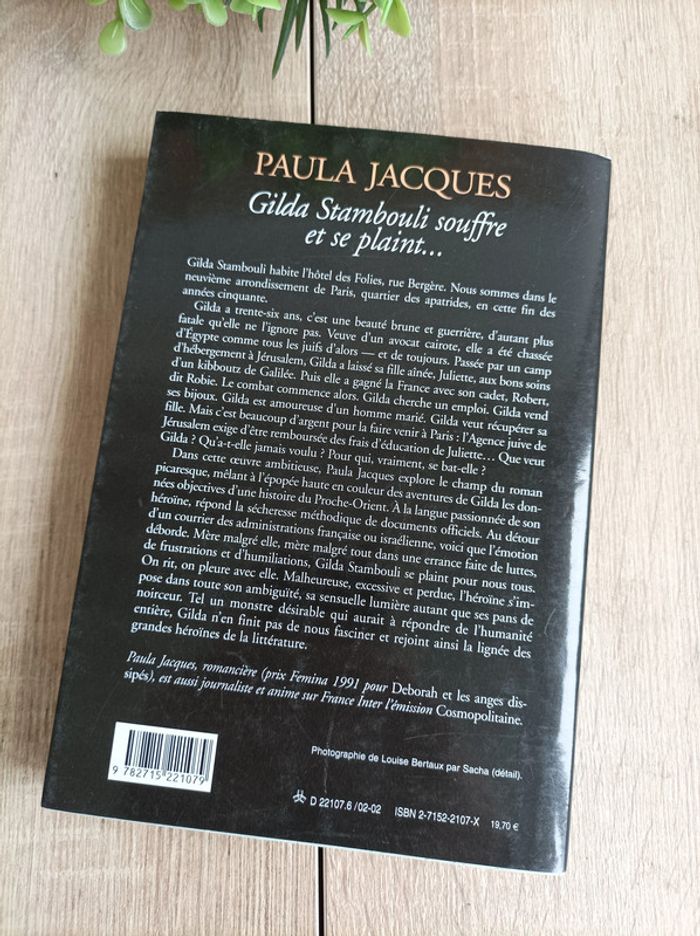 PAULA JACQUES
Gilda Stambouli souffre
et se plaint...
Gilda Stambouli habite l'hôtel des Folies, rue Bergère. Nous sommes dans le
neuvième arrondissement de Paris, quartier des apatrides, en cette fin des
années cinquante.
Gilda a trente-six ans, c'est une beauté brune et guerrière, d'autant plus
fatale qu'elle ne l'ignore pas. Veuve d'un avocat cairote, elle a été chassée
d'Égypte comme tous les juifs d'alors — et de toujours. Passée par un camp
d'hébergement à Jérusalem, Gilda a laissé sa fille aînée, Juliette, aux bons soins
d'un kibboutz de Galilée. Puis elle a gagné la France avec son cadet, Robert,
dit Robie. Le combat commence alors. Gilda cherche un emploi. Gilda vend
ses bijoux. Gilda est amoureuse d'un homme marié. Gilda veut récupérer sa
fille. Mais c'est beaucoup d'argent pour la faire venir à Paris : l'Agence juive de
Jérusalem exige d'être remboursée des frais d'éducation de Juliette... Que veut
Gilda ? Qu'a-t-elle jamais voulu ? Pour qui, vraiment, se bat-elle ?
Dans cette œuvre ambitieuse, Paula Jacques explore le champ du roman
picaresque, mêlant à l'épopée haute en couleur des aventures de Gilda les don-
nées objectives d'une histoire du Proche-Orient. À la langue passionnée de son
héroïne, répond la sécheresse méthodique de documents officiels. Au détour
d'un courrier des administrations française ou israélienne, voici que l'émotion
déborde. Mère malgré elle, mère malgré tout dans une errance faite de luttes,
de frustrations et d'humiliations, Gilda Stambouli se plaint pour nous tous.
On rit, on pleure avec elle. Malheureuse, excessive et perdue, l'héroïne s'im-
pose dans toute son ambiguïté, sa sensuelle lumière autant que ses pans de
noirceur. Tel un monstre désirable qui aurait à répondre de l'humanité
entière, Gilda n'en finit pas de nous fasciner et rejoint ainsi la lignée des
grandes héroïnes de la littérature.
Paula Jacques, romancière (prix Femina 1991 pour Deborah et les anges dis-
sipés), est aussi journaliste et anime sur France Inter l'émission Cosmopolitaine.
Photographie de Louise Bertaux par Sacha (détail).
9 782715 221079
D 22107.6 / 02-02 ISBN 2-7152-2107-X 19,70 €